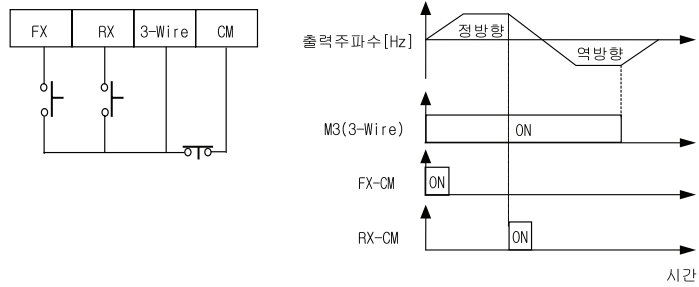 FX RX 3-Wire CM
출력주파수[Hz]
정방향
역방향
M3(3-Wire)
ON
FX-CM
ON
RX-CM
ON
시간